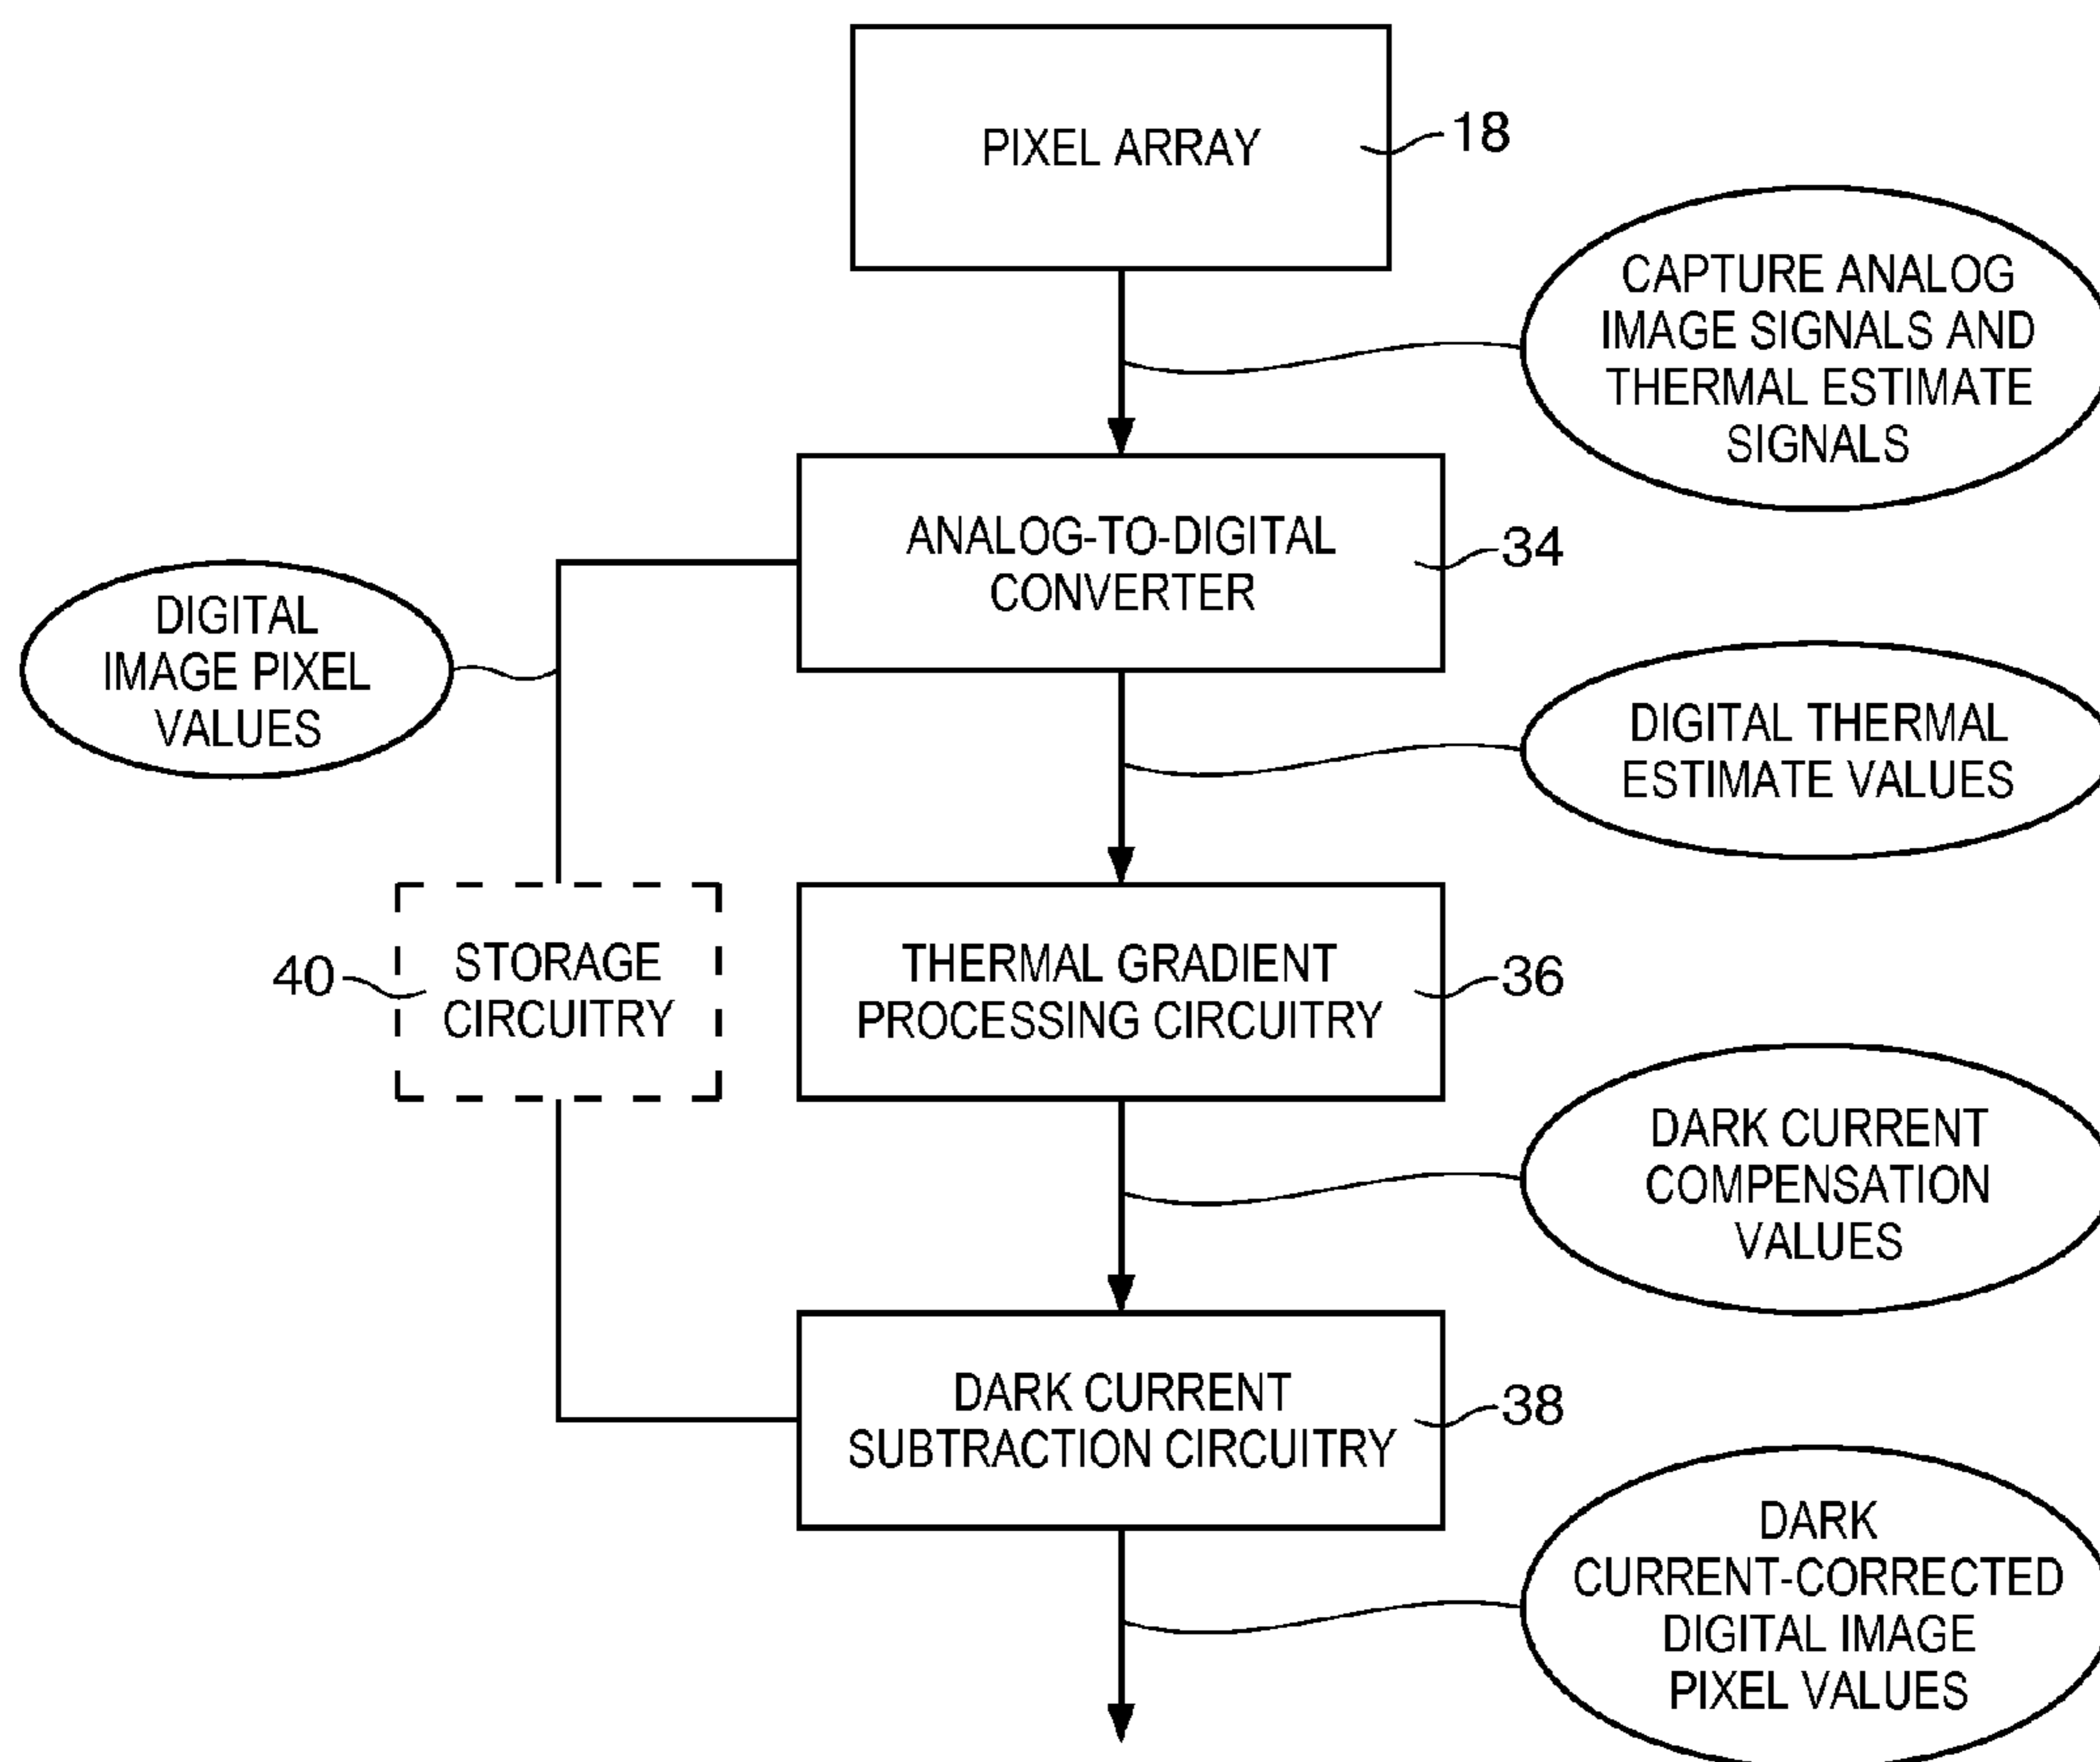 PIXEL ARRAY
18
CAPTURE ANALOG
IMAGE SIGNALS AND
THERMAL ESTIMATE
SIGNALS
ANALOG-TO-DIGITAL
CONVERTER
34
DIGITAL
IMAGE PIXEL
VALUES
DIGITAL THERMAL
ESTIMATE VALUES
40
STORAGE
CIRCUITRY
THERMAL GRADIENT
PROCESSING CIRCUITRY
36
DARK CURRENT
COMPENSATION
VALUES
DARK CURRENT
SUBTRACTION CIRCUITRY
38
DARK
CURRENT-CORRECTED
DIGITAL IMAGE
PIXEL VALUES